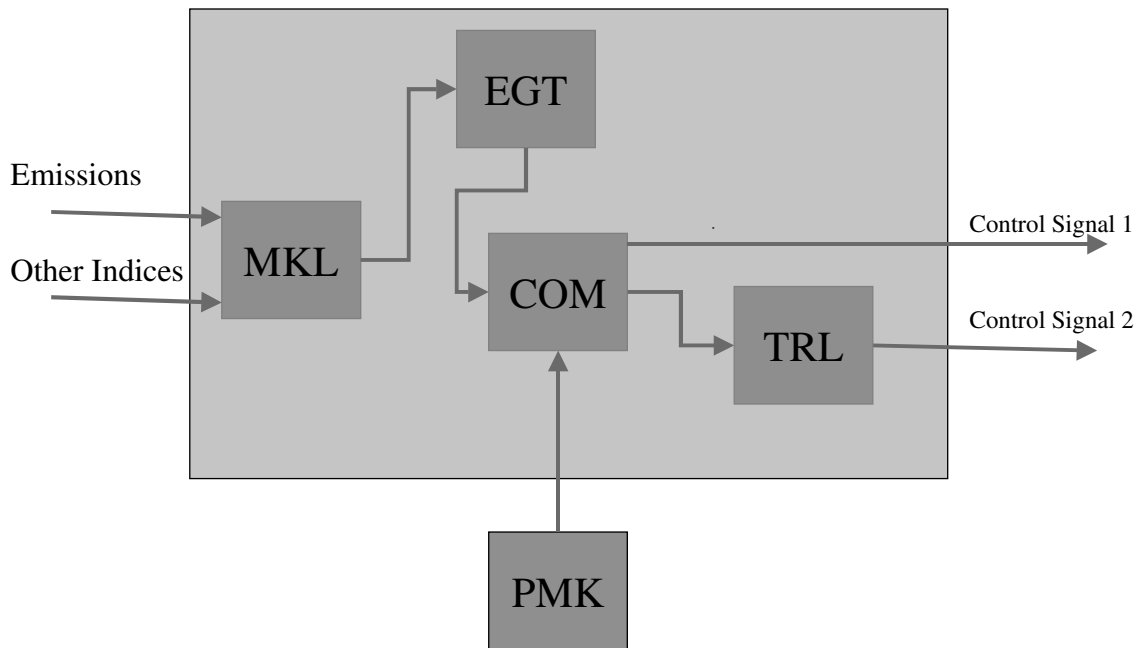 EGT
Emissions
MKL
Other Indices
COM
Control Signal 1
TRL
Control Signal 2
PMK